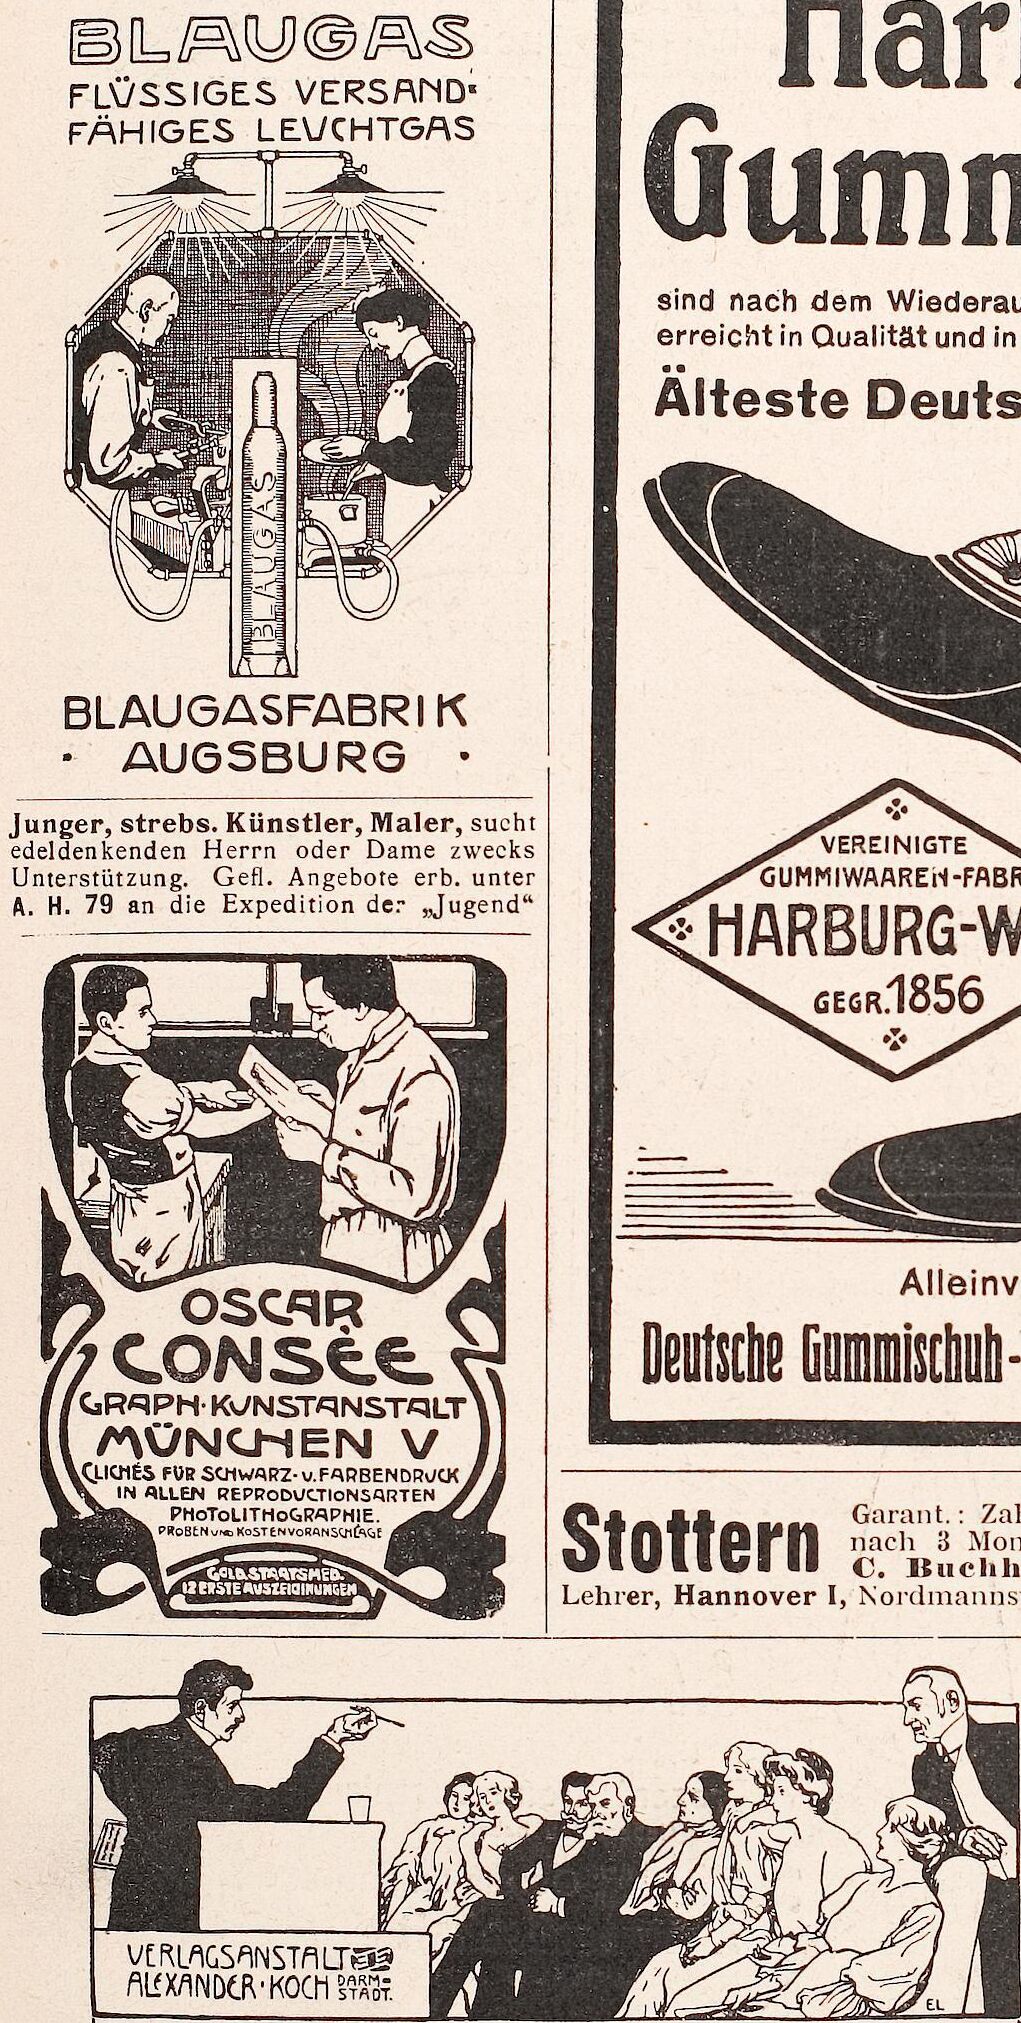 BLAUGAS
FLÜSSIGES VERSAND-
FÄHIGES LEUCHTGAS
BLAUGAS
BLAUGASFABRIK
· AUGSBURG ·
Junger, strebs. Künstler, Maler, sucht
edeldenkenden Herrn oder Dame zwecks
Unterstützung. Gefl. Angebote erb. unter
A. H. 79 an die Expedition der „Jugend“
OSCAR
CONSÉE
GRAPH·KUNSTANSTALT
MÜNCHEN V
CLICHÉS FÜR SCHWARZ- U. FARBENDRUCK
IN ALLEN REPRODUCTIONSARTEN
PHOTOLITHOGRAPHIE.
PROBEN UND KOSTENVORANSCHLÄGE
GOLD.STAATSMED.
12 ERSTE AUSZEICHNUNGEN
Har
Gumm
sind nach dem Wiederau
erreicht in Qualität und in
Älteste Deuts
VEREINIGTE
GUMMIWAAREN-FABR
HARBURG-W
GEGR. 1856
Alleinv
Deutsche Gummischuh-
Stottern
Garant.: Zal
nach 3 Mon
C. Buchh
Lehrer, Hannover I, Nordmanns
VERLAGSANSTALT
ALEXANDER·KOCH DARM-
STADT.
EL